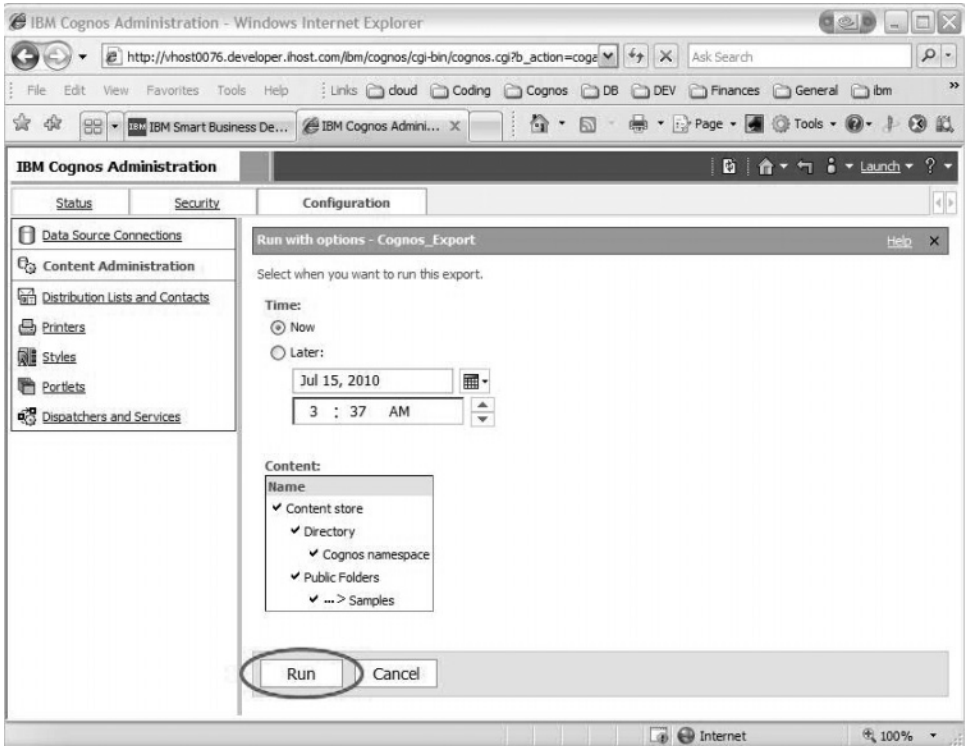 IBM Cognos Administration - Windows Internet Explorer
http://vhost0076.developer.ihost.com/ibm/cognos/cgi-bin/cognos.cgi?b_action=coga
Ask Search
File Edit View Favorites Tools Help
Links cloud Coding Cognos DB DEV Finances General ibm »
IBM IBM Smart Business De... IBM Cognos Admini... X Page Tools
IBM Cognos Administration
Launch ?
Status Security Configuration
Data Source Connections
Content Administration
Distribution Lists and Contacts
Printers
Styles
Portlets
Dispatchers and Services
Run with options - Cognos_Export Help X
Select when you want to run this export.
Time:
Now
Later:
Jul 15, 2010
3 : 37 AM
Content:
Name
Content store
Directory
Cognos namespace
Public Folders
... > Samples
Run Cancel
Internet 100%